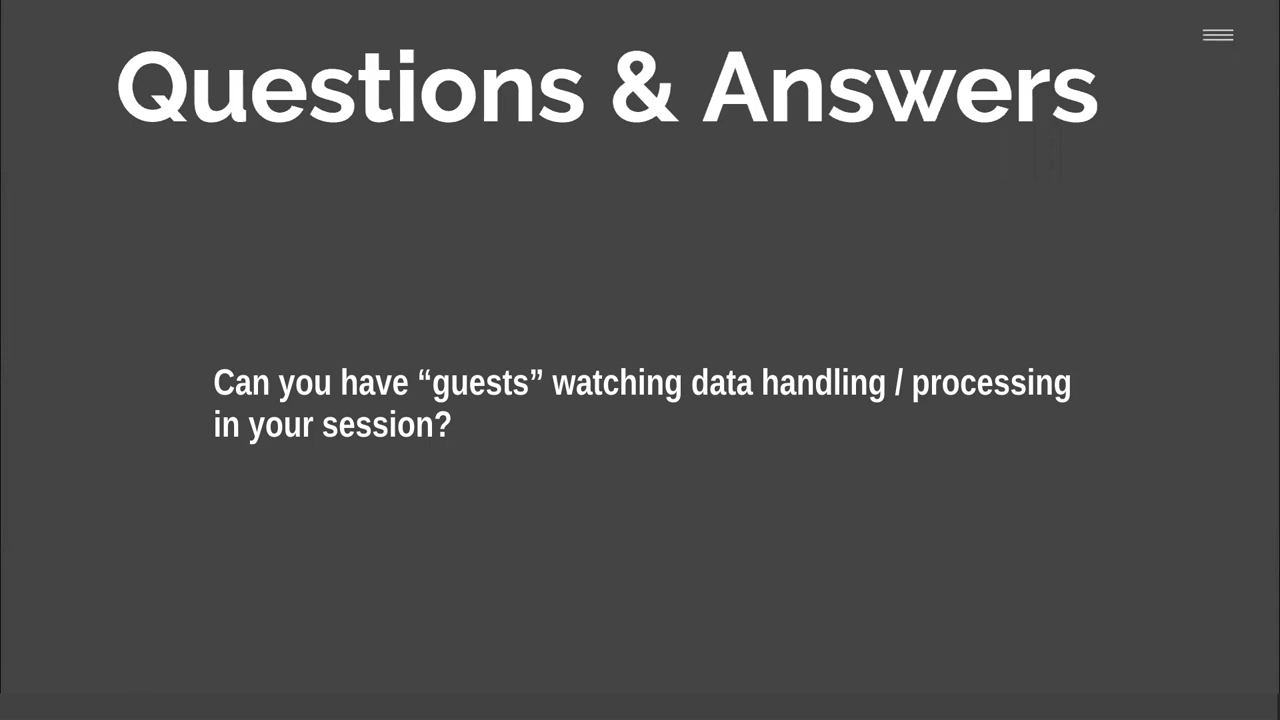 Questions & Answers
Can you have “guests” watching data handling / processing
in your session?